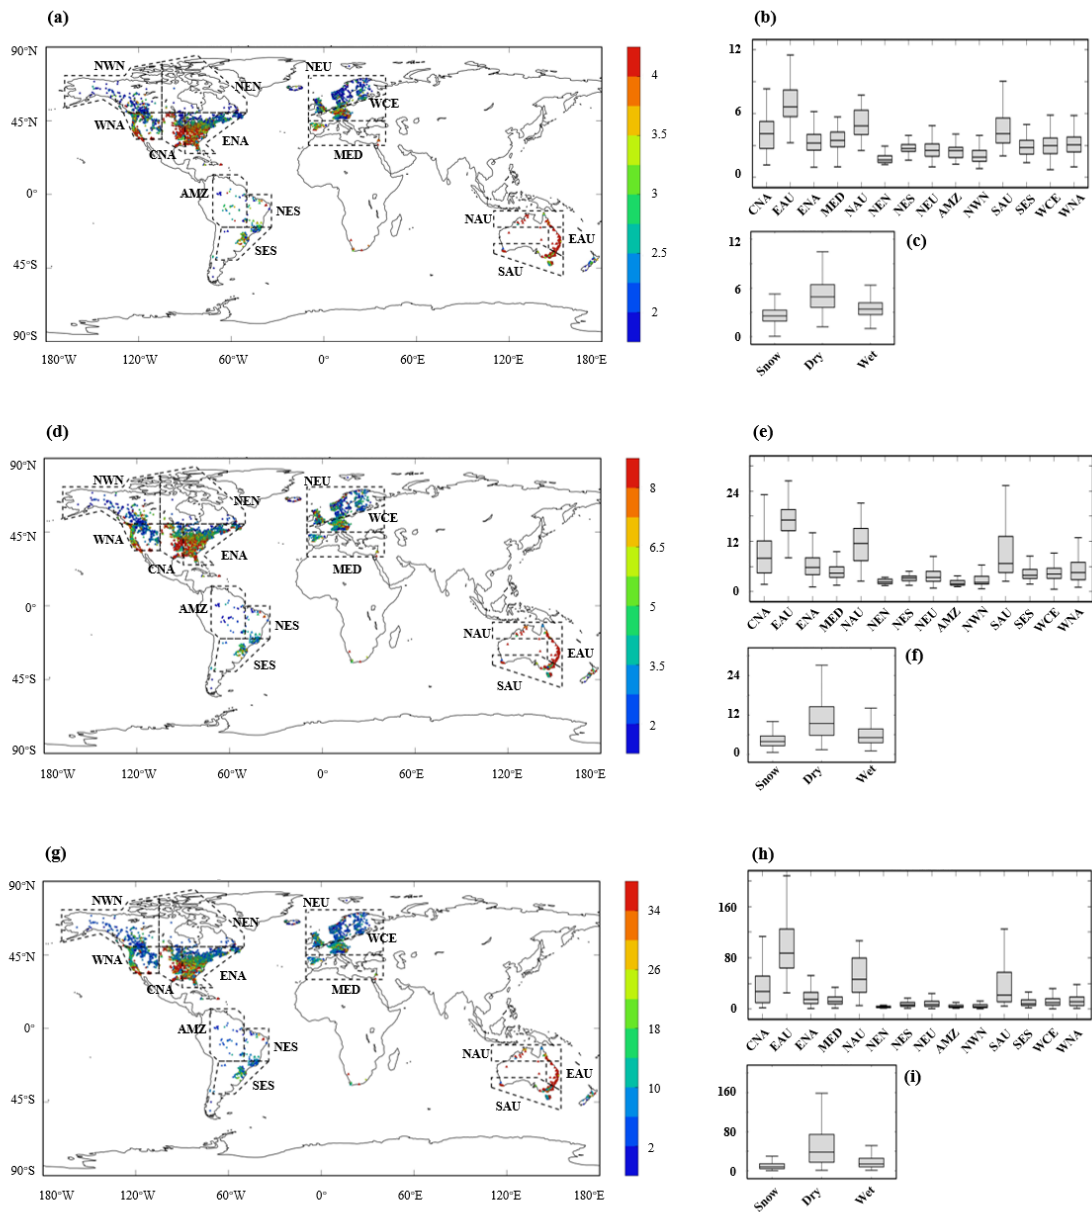 (a)
90°N
45°N
0°
45°S
90°S
180°W
120°W
60°W
0°
60°E
120°E
180°E
NWN
NEN
WNA
CNA
ENA
NEU
WCE
MED
AMZ
NES
SES
NAU
EAU
SAU
4
3.5
3
2.5
2
(b)
12
6
0
CNA
EAU
ENA
MED
NAU
NEN
NES
NEU
AMZ
NWN
SAU
SES
WCE
WNA
(c)
12
6
0
Snow
Dry
Wet
(d)
90°N
45°N
0°
45°S
90°S
180°W
120°W
60°W
0°
60°E
120°E
180°E
NWN
NEN
WNA
CNA
ENA
NEU
WCE
MED
AMZ
NES
SES
NAU
EAU
SAU
8
6.5
5
3.5
2
(e)
24
12
0
CNA
EAU
ENA
MED
NAU
NEN
NES
NEU
AMZ
NWN
SAU
SES
WCE
WNA
(f)
24
12
0
Snow
Dry
Wet
(g)
90°N
45°N
0°
45°S
90°S
180°W
120°W
60°W
0°
60°E
120°E
180°E
NWN
NEN
WNA
CNA
ENA
NEU
WCE
MED
AMZ
NES
SES
NAU
EAU
SAU
34
26
18
10
2
(h)
160
80
0
CNA
EAU
ENA
MED
NAU
NEN
NES
NEU
AMZ
NWN
SAU
SES
WCE
WNA
(i)
160
80
0
Snow
Dry
Wet